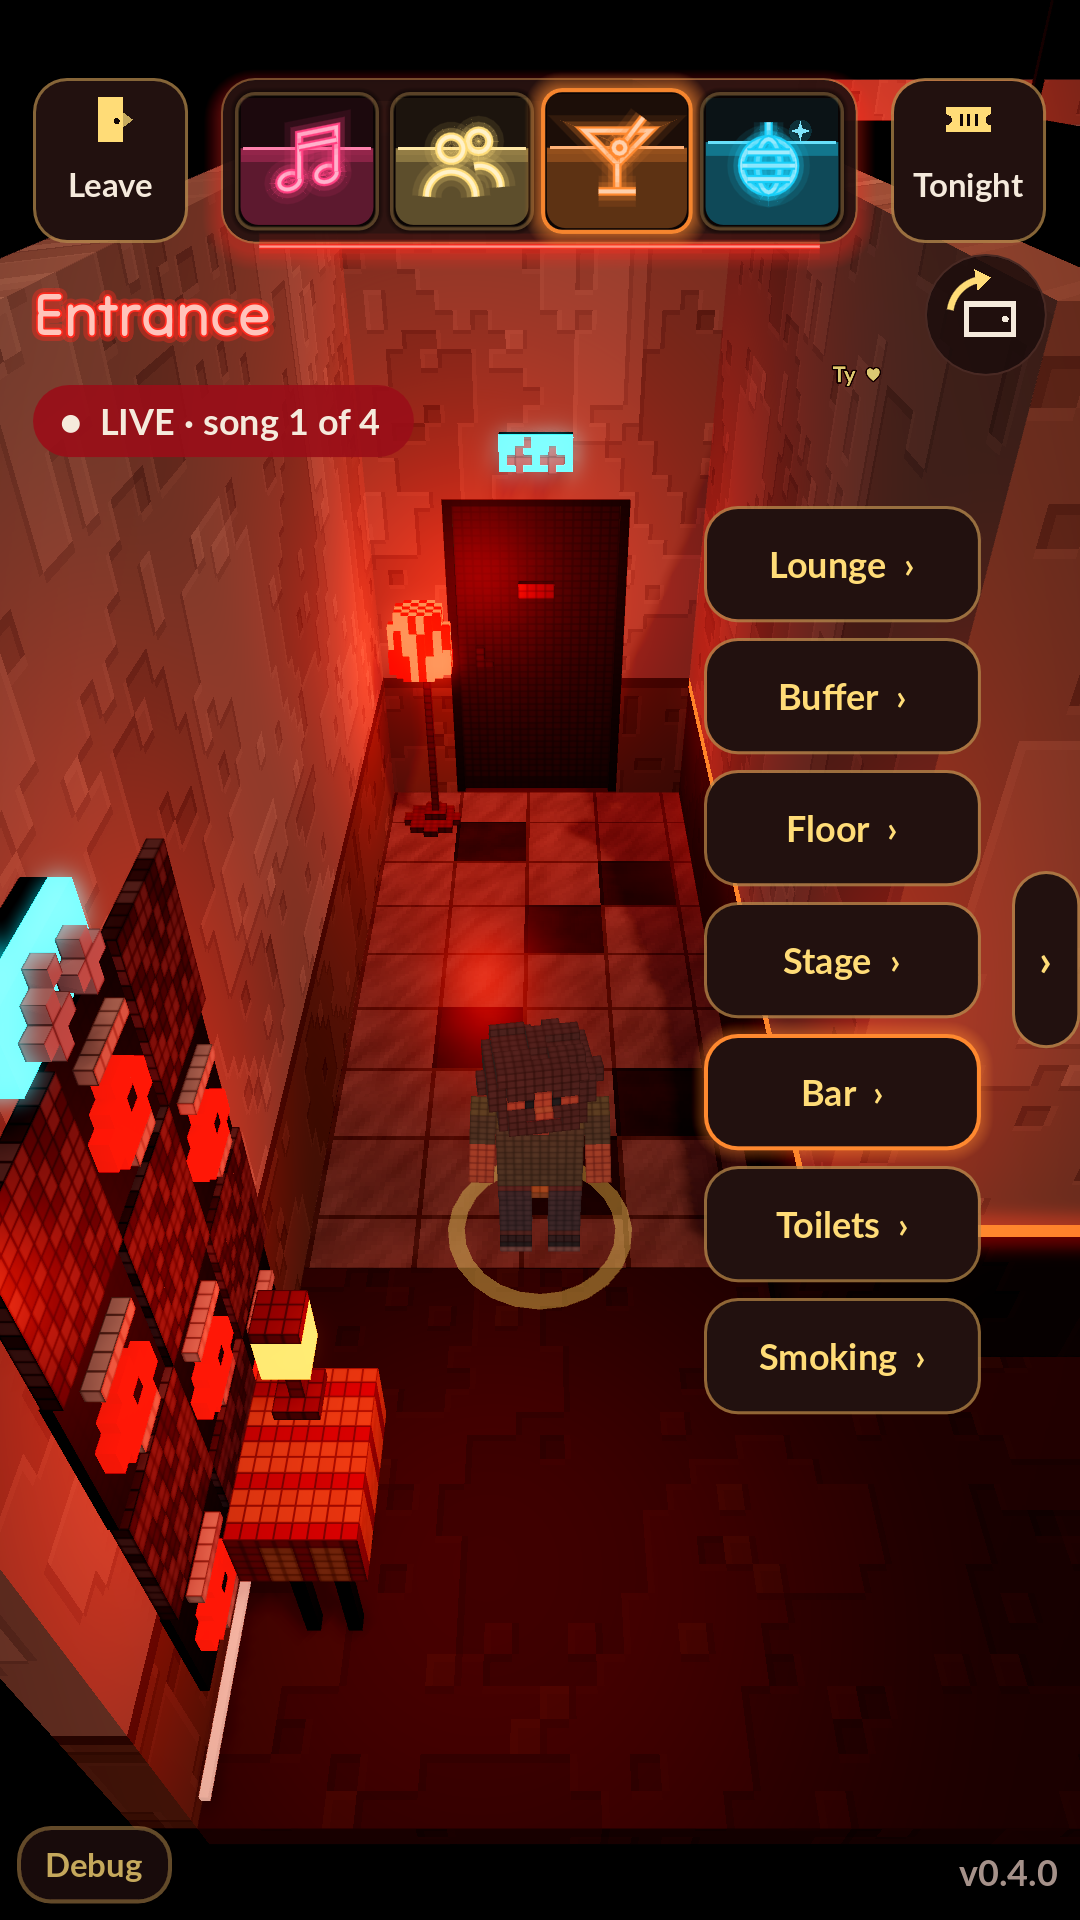 Leave
Tonight
Entrance
Ty ♥
LIVE · song 1 of 4
Lounge ›
Buffer ›
Floor ›
Stage ›
›
Bar ›
Toilets ›
Smoking ›
Debug
v0.4.0